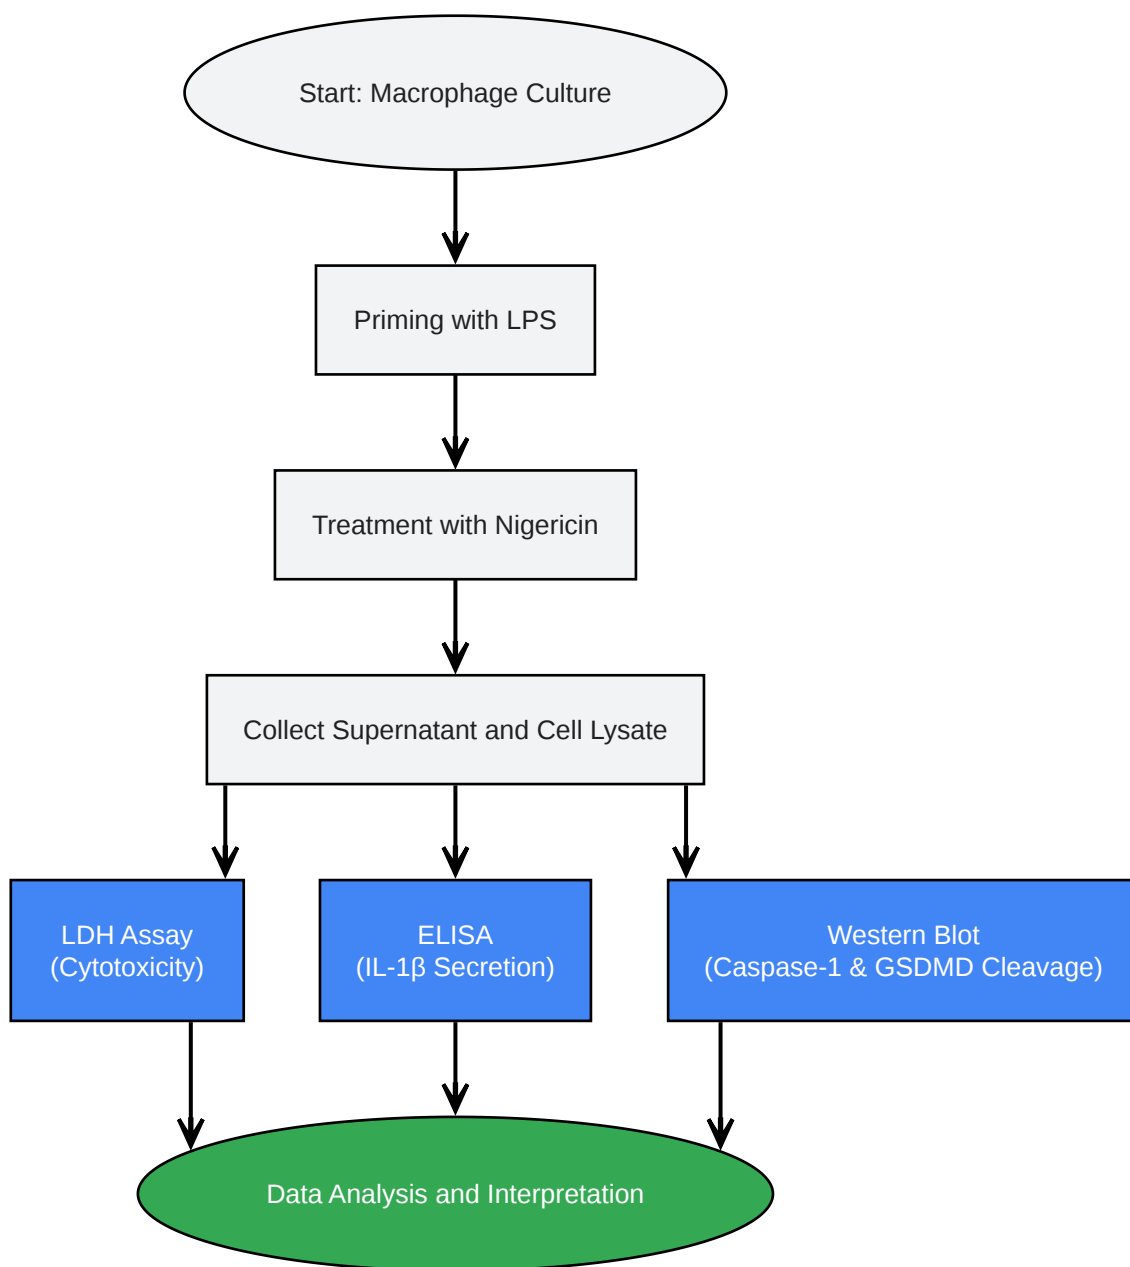 Start: Macrophage Culture
Priming with LPS
Treatment with Nigericin
Collect Supernatant and Cell Lysate
LDH Assay
(Cytotoxicity)
ELISA
(IL-1β Secretion)
Western Blot
(Caspase-1 & GSDMD Cleavage)
Data Analysis and Interpretation